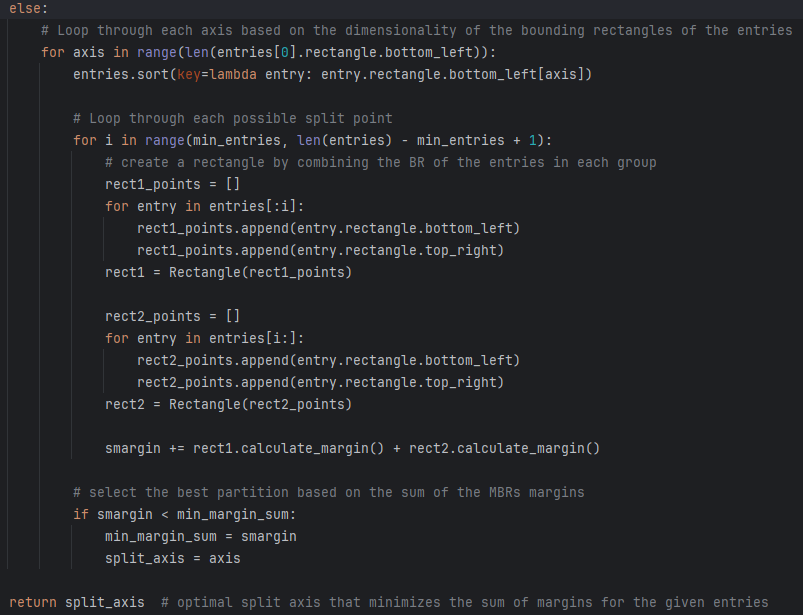 else:
    # Loop through each axis based on the dimensionality of the bounding rectangles of the entries
    for axis in range(len(entries[0].rectangle.bottom_left)):
        entries.sort(key=lambda entry: entry.rectangle.bottom_left[axis])

        # Loop through each possible split point
        for i in range(min_entries, len(entries) - min_entries + 1):
            # create a rectangle by combining the BR of the entries in each group
            rect1_points = []
            for entry in entries[:i]:
                rect1_points.append(entry.rectangle.bottom_left)
                rect1_points.append(entry.rectangle.top_right)
            rect1 = Rectangle(rect1_points)

            rect2_points = []
            for entry in entries[i:]:
                rect2_points.append(entry.rectangle.bottom_left)
                rect2_points.append(entry.rectangle.top_right)
            rect2 = Rectangle(rect2_points)

            smargin += rect1.calculate_margin() + rect2.calculate_margin()

        # select the best partition based on the sum of the MBRs margins
        if smargin < min_margin_sum:
            min_margin_sum = smargin
            split_axis = axis

return split_axis  # optimal split axis that minimizes the sum of margins for the given entries